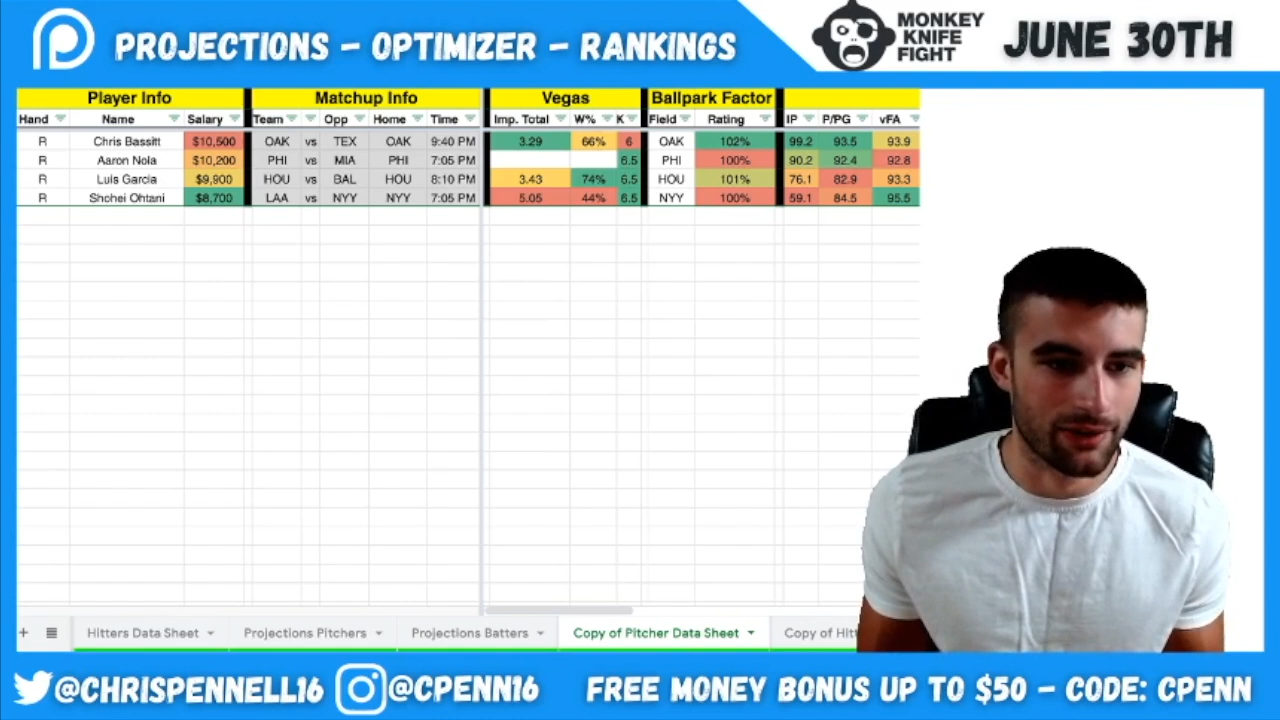 PROJECTIONS - OPTIMIZER - RANKINGS
MONKEY
KNIFE
FIGHT
JUNE 30TH
Player Info Matchup Info Vegas Ballpark Factor
Hand Name Salary Team Opp Home Time Imp. Total W% K Field Rating IP P/PG vFA
R Chris Bassitt $10,500 OAK vs TEX OAK 9:40 PM 3.29 66% 6 OAK 102% 99.2 93.5 93.9
R Aaron Nola $10,200 PHI vs MIA PHI 7:05 PM 6.5 PHI 100% 90.2 92.4 92.8
R Luis Garcia $9,900 HOU vs BAL HOU 8:10 PM 3.43 74% 6.5 HOU 101% 76.1 82.9 93.3
R Shohei Ohtani $8,700 LAA vs NYY NYY 7:05 PM 5.05 44% 6.5 NYY 100% 59.1 84.5 95.5
+ Hitters Data Sheet Projections Pitchers Projections Batters Copy of Pitcher Data Sheet Copy of Hitt
@CHRISPENNELL16 @CPENN16 FREE MONEY BONUS UP TO $50 - CODE: CPENN